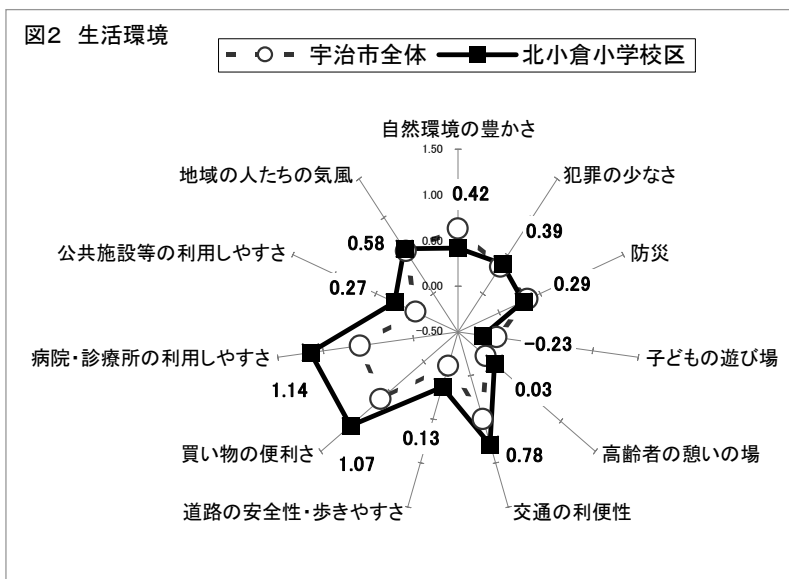 図2 生活環境
宇治市全体 北小倉小学校区
自然環境の豊かさ
1.50
地域の人たちの気風
犯罪の少なさ
1.00
0.42
0.58
0.50
0.39
公共施設等の利用しやすさ
防災
0.27
0.00
0.29
-0.50
-0.23
病院・診療所の利用しやすさ
子どもの遊び場
1.14
0.03
買い物の便利さ
高齢者の憩いの場
1.07
0.13
0.78
道路の安全性・歩きやすさ
交通の利便性